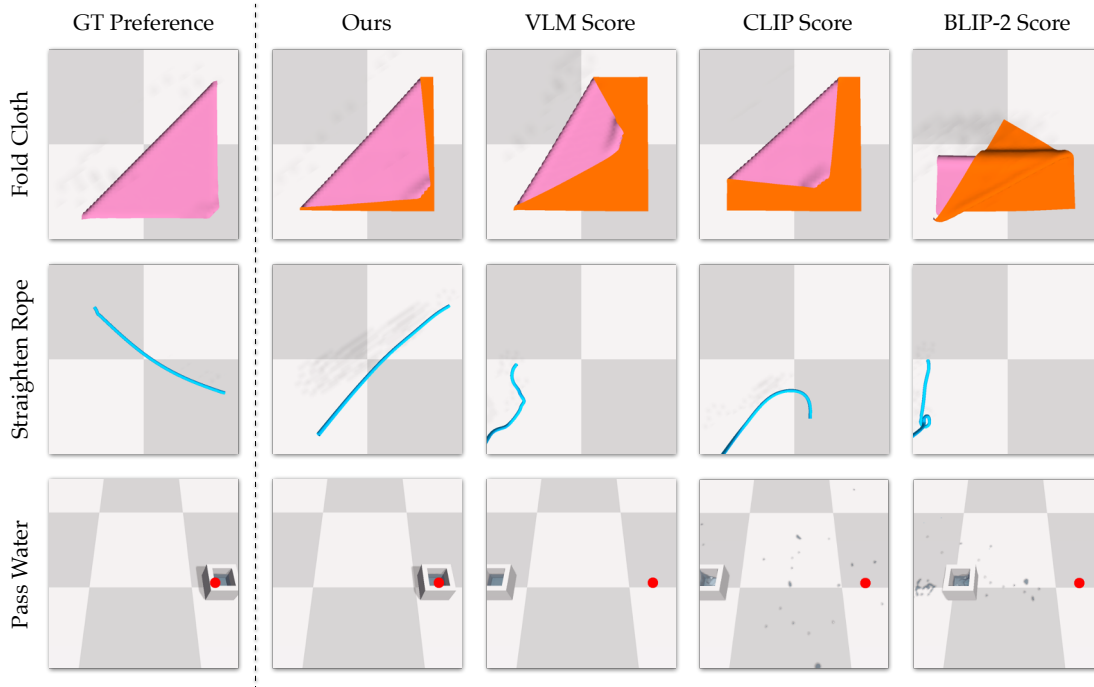 GT Preference
Ours
VLM Score
CLIP Score
BLIP-2 Score
Fold Cloth
Straighten Rope
Pass Water